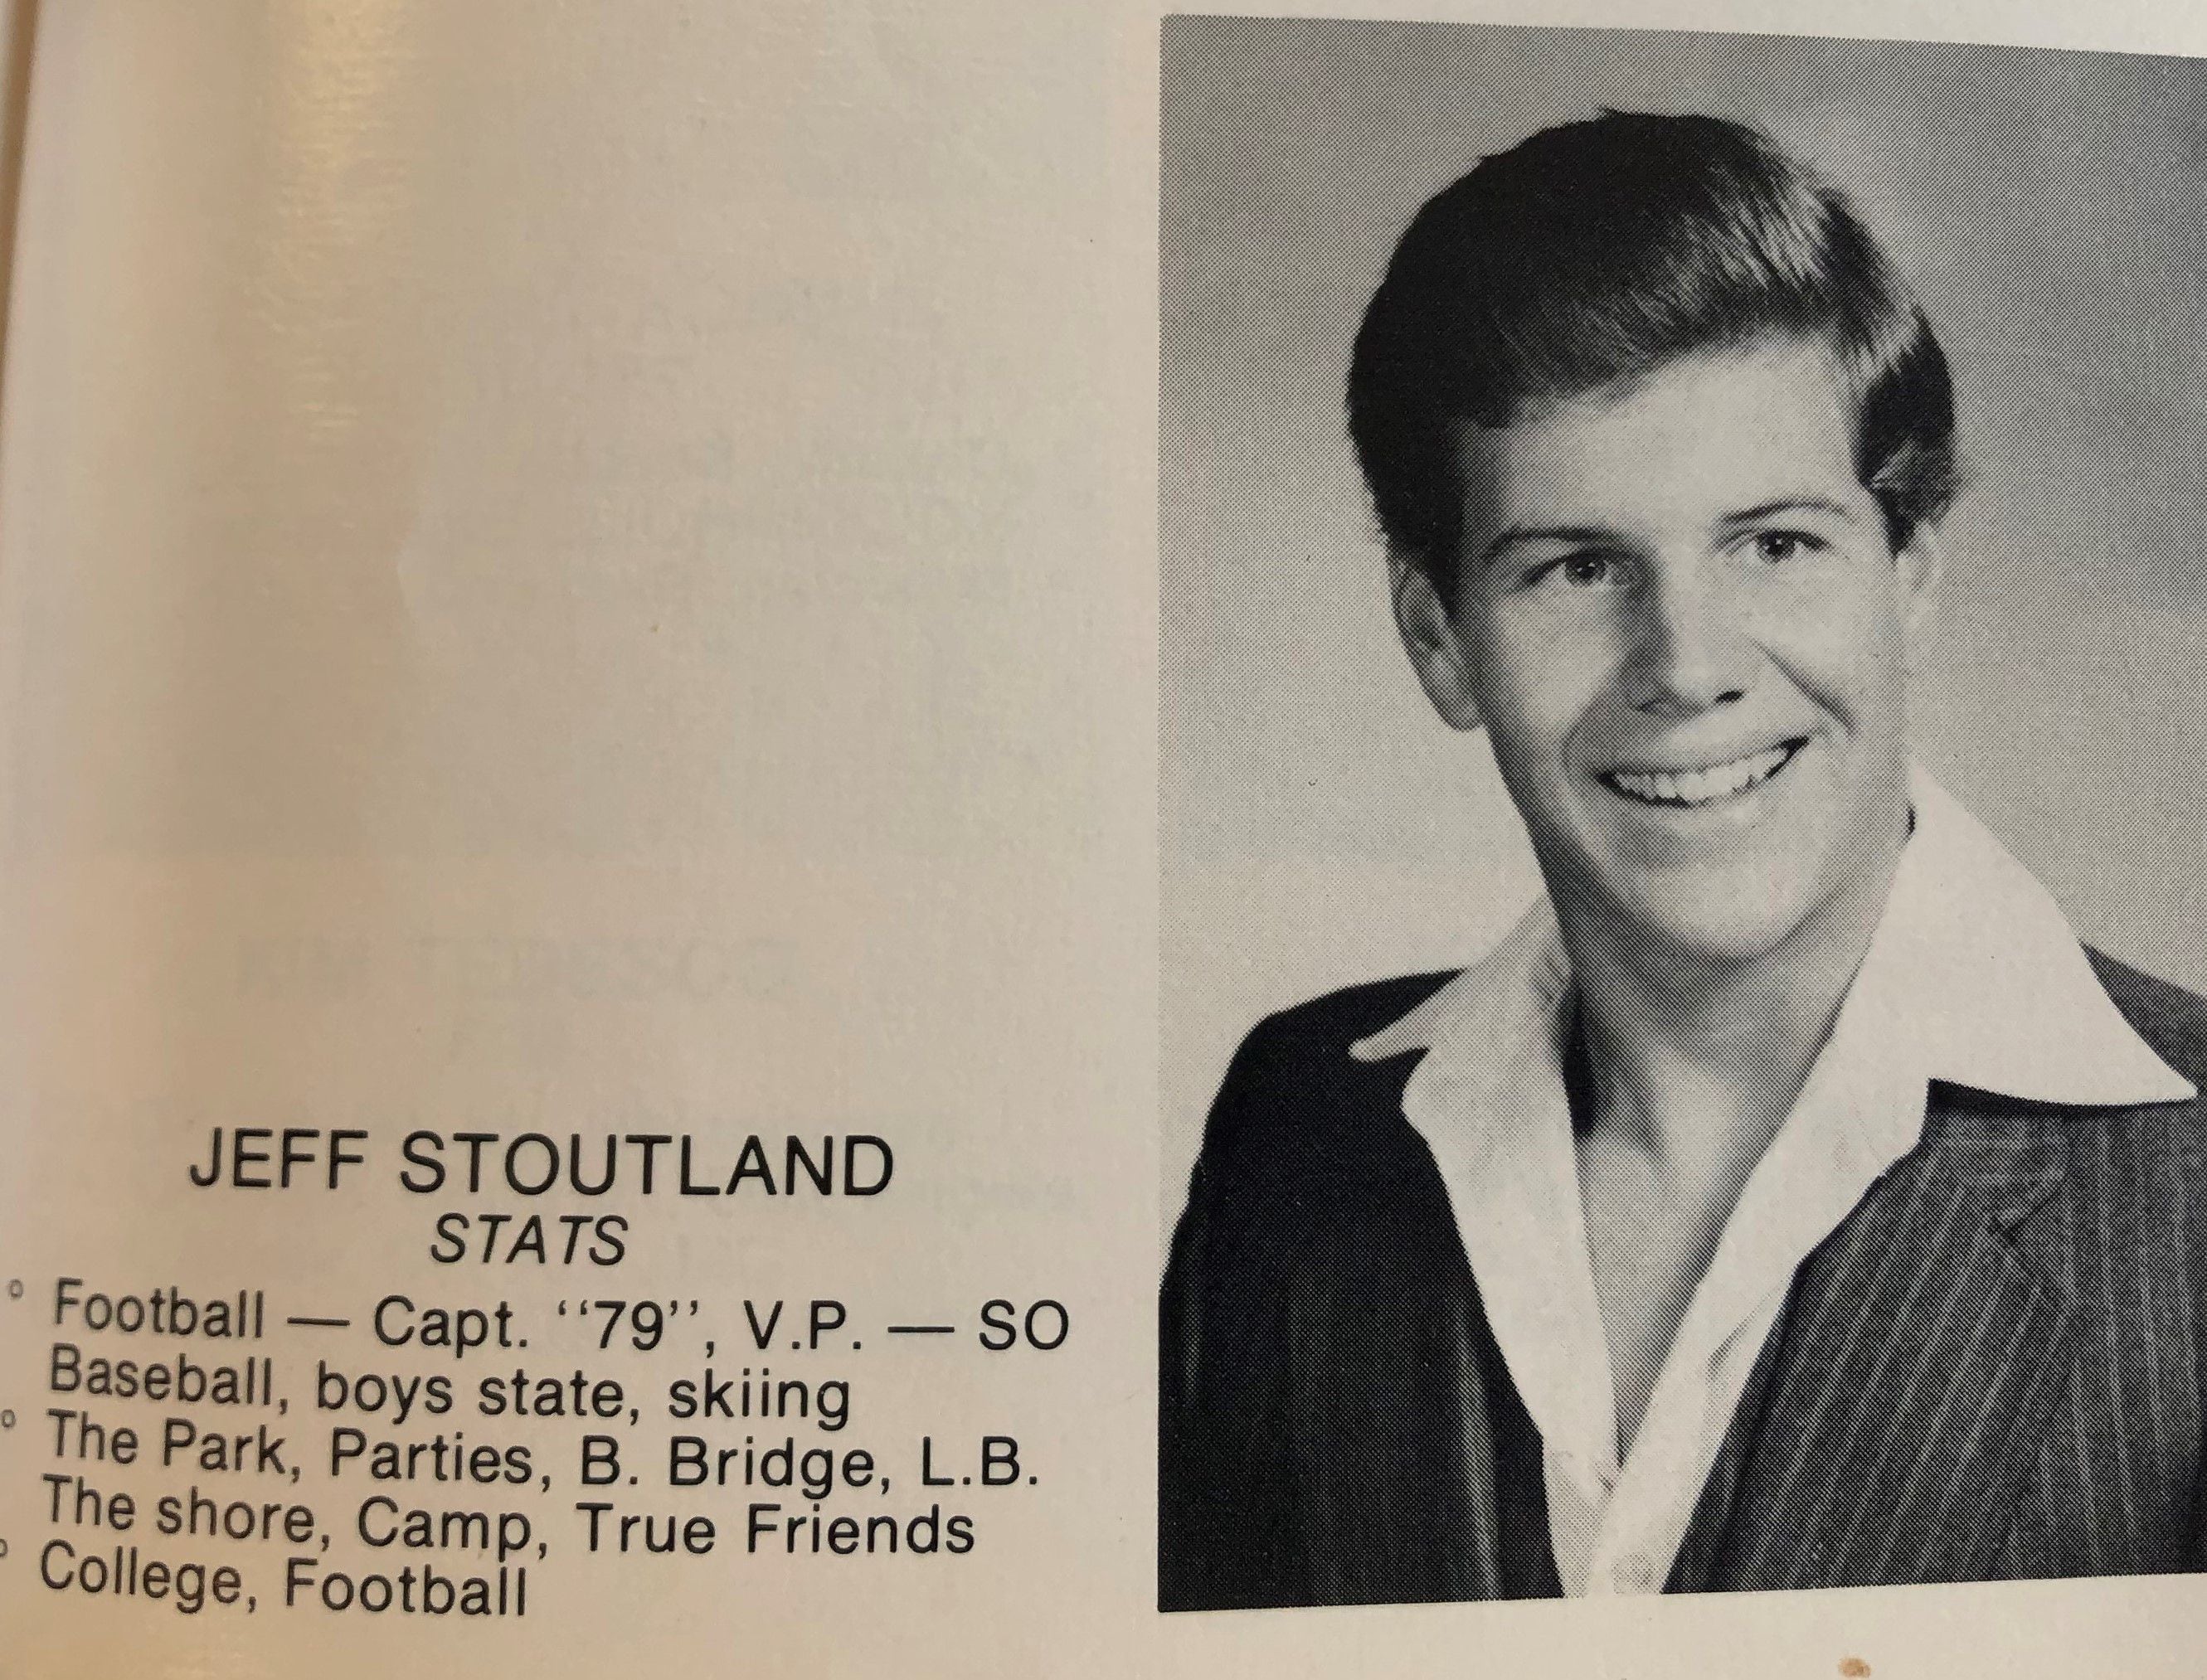 JEFF STOUTLAND
STATS
° Football — Capt. ‘‘79’’, V.P. — SO
Baseball, boys state, skiing
° The Park, Parties, B. Bridge, L.B.
The shore, Camp, True Friends
° College, Football